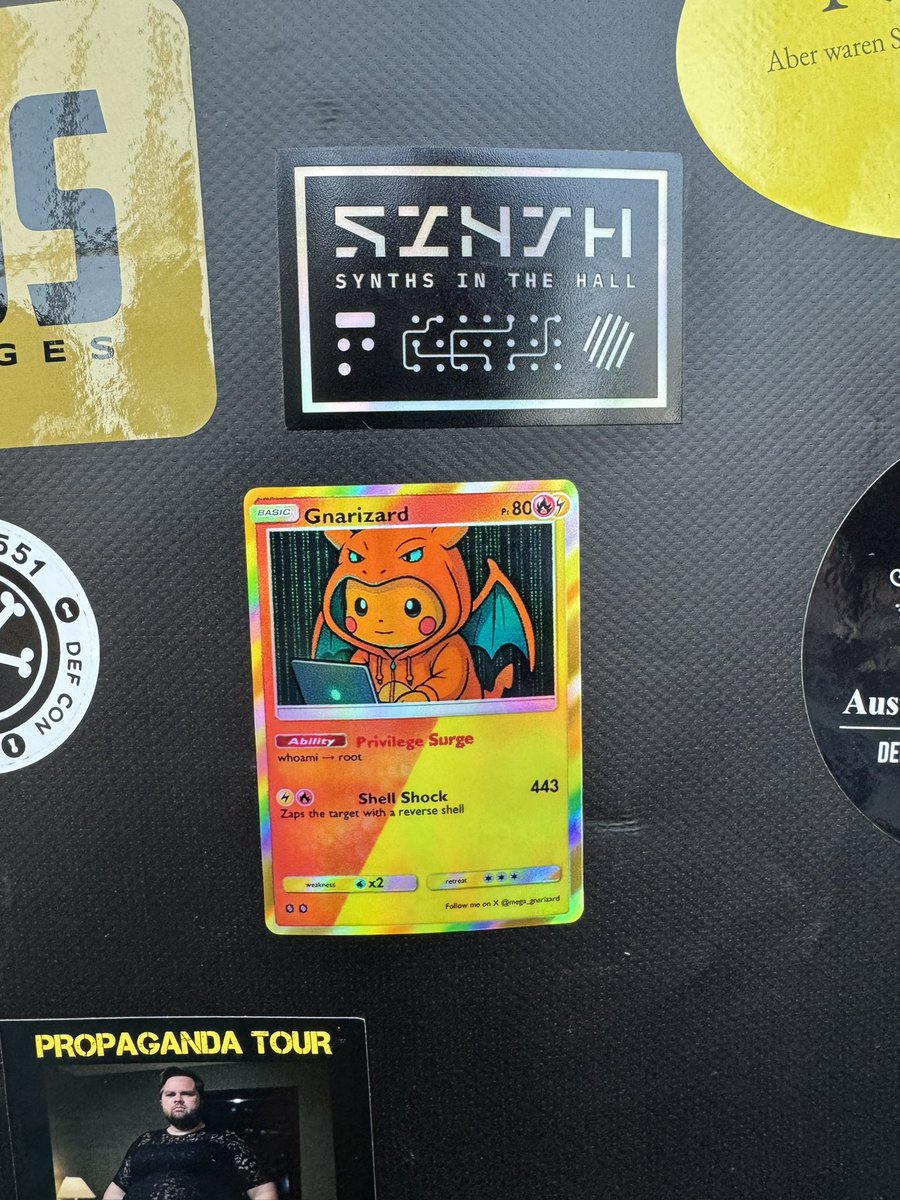 Aber waren
SINTH
SYNTHS IN THE HALL
GES
551
DEF CON
BASIC Gnarizard Pt 80
Ability Privilege Surge
whoami → root
Shell Shock 443
Zaps the target with a reverse shell
weakness x2 retreat
Follow me on X @mega_gnarizard
Aus
DE
PROPAGANDA TOUR